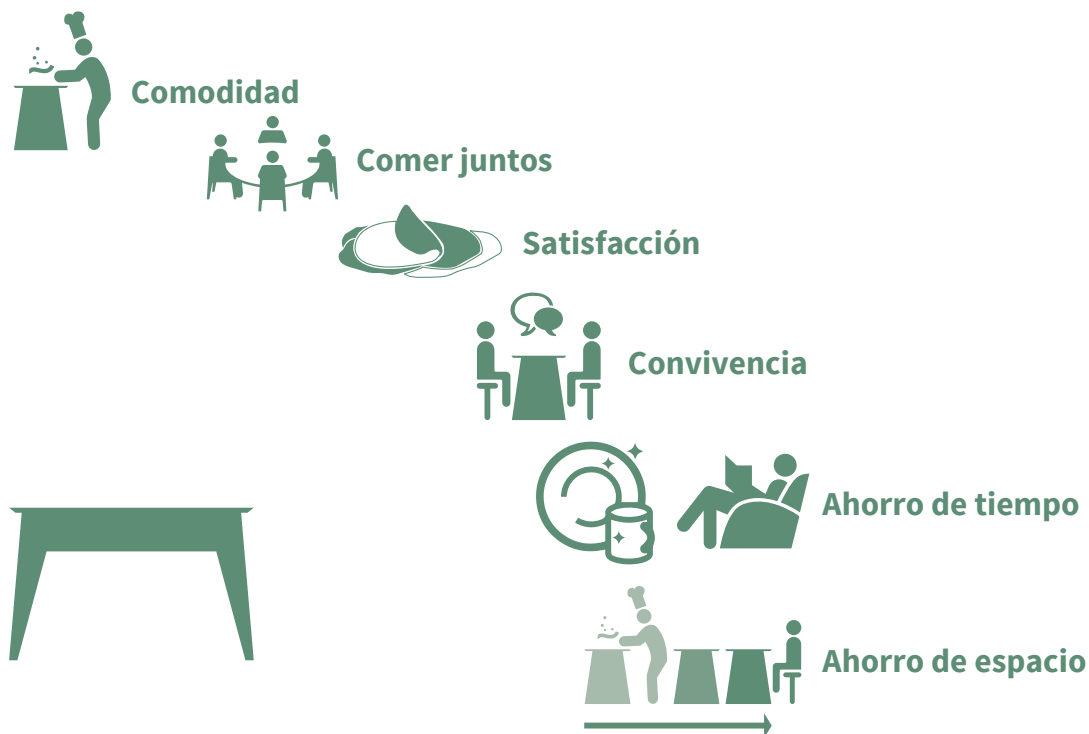 Comodidad
Comer juntos
Satisfacción
Convivencia
Ahorro de tiempo
Ahorro de espacio